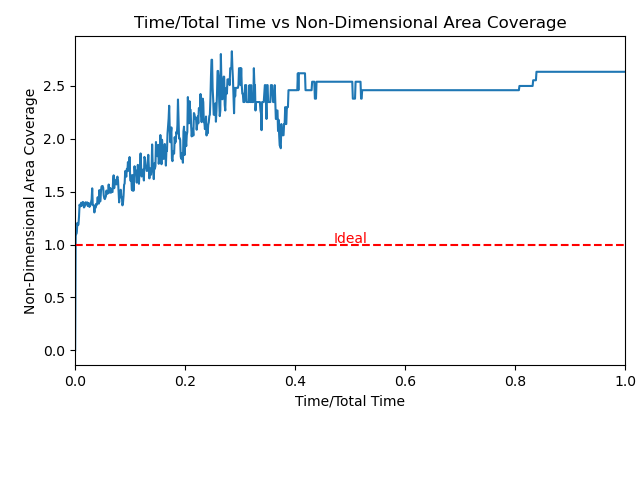 Time/Total Time vs Non-Dimensional Area Coverage
Non-Dimensional Area Coverage
2.5
2.0
1.5
1.0
0.5
0.0
Ideal
0.0 0.2 0.4 0.6 0.8 1.0
Time/Total Time